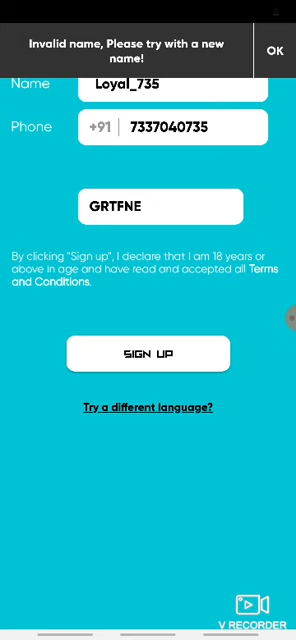 Invalid name, Please try with a new
name!
OK
Name
Loyal_735
Phone
+91
7337040735
GRTFNE
By clicking "Sign up", I declare that I am 18 years or
above in age and have read and accepted all Terms
and Conditions.
SIGN UP
Try a different language?
V RECORDER